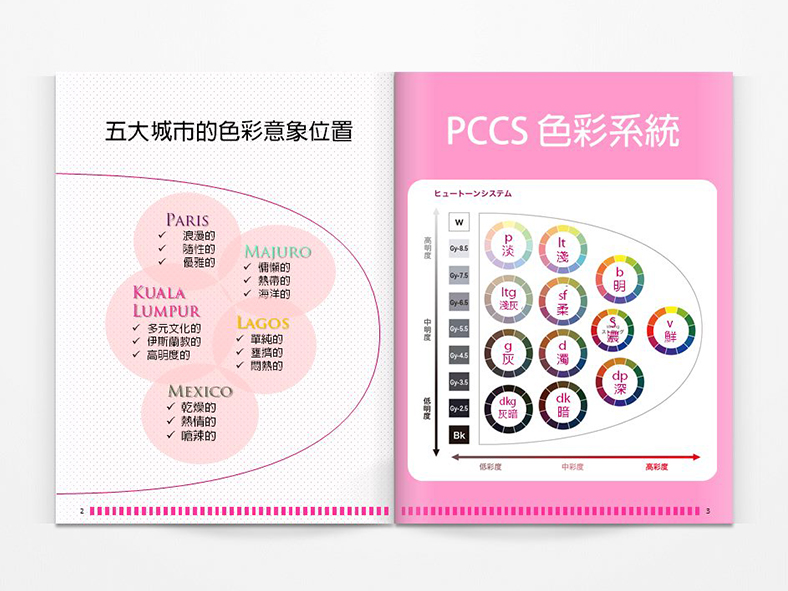 五大城市的色彩意象位置
PARIS
✓ 浪漫的
✓ 隨性的
✓ 優雅的
MAJURO
✓ 慵懶的
✓ 熱帶的
✓ 海洋的
KUALA
LUMPUR
✓ 多元文化的
✓ 伊斯蘭教的
✓ 高明度的
LAGOS
✓ 單純的
✓ 壅擠的
✓ 悶熱的
MEXICO
✓ 乾燥的
✓ 熱情的
✓ 嗆辣的
2
PCCS 色彩系統
ヒュートーンシステム
高明度
中明度
低明度
W
Gy-8.5
Gy-7.5
Gy-6.5
Gy-5.5
Gy-4.5
Gy-3.5
Gy-2.5
Bk
p
淡
lt
淺
b
明
ltg
淺灰
sf
柔
s
濃
v
鮮
g
灰
d
濁
dp
深
dkg
灰暗
dk
暗
低彩度
中彩度
高彩度
3